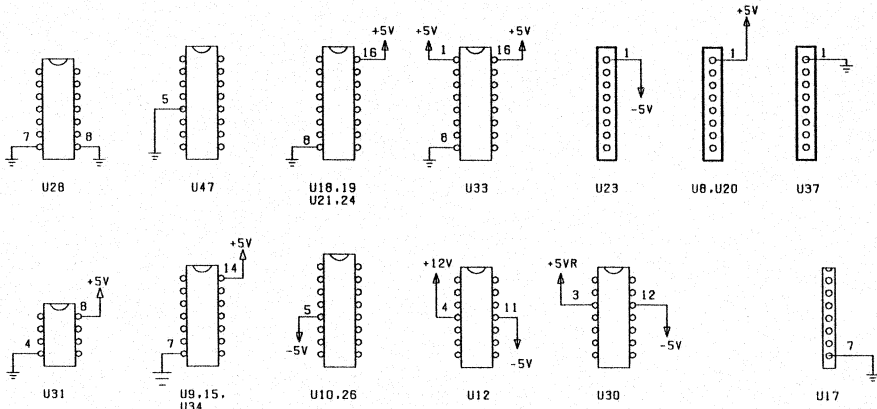 +5V
+5V
+5V
+5V
16
1
16
1
1
1
5
-5V
7
8
8
8
U28
U47
U18,19
U21,24
U33
U23
U8,U20
U37
+5V
14
+12V
+5VR
+5V
8
5
4
11
3
12
4
7
-5V
-5V
-5V
7
U31
U9,15,
U34
U10,26
U12
U30
U17